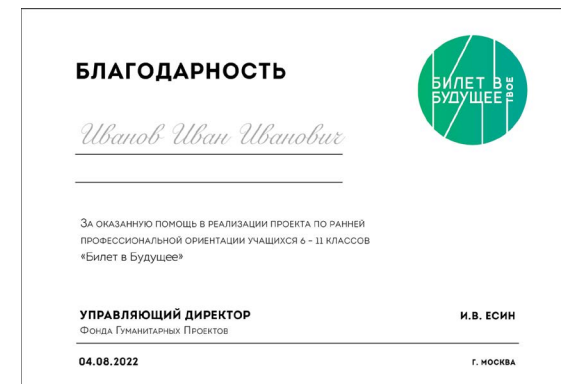 БЛАГОДАРНОСТЬ
БИЛЕТ В
БУДУЩЕЕ
ТВОЕ
Иванов Иван Иванович
За оказанную помощь в реализации проекта по ранней
профессиональной ориентации учащихся 6 – 11 классов
«Билет в Будущее»
УПРАВЛЯЮЩИЙ ДИРЕКТОР
И.В. ЕСИН
Фонда Гуманитарных Проектов
04.08.2022
Г. МОСКВА